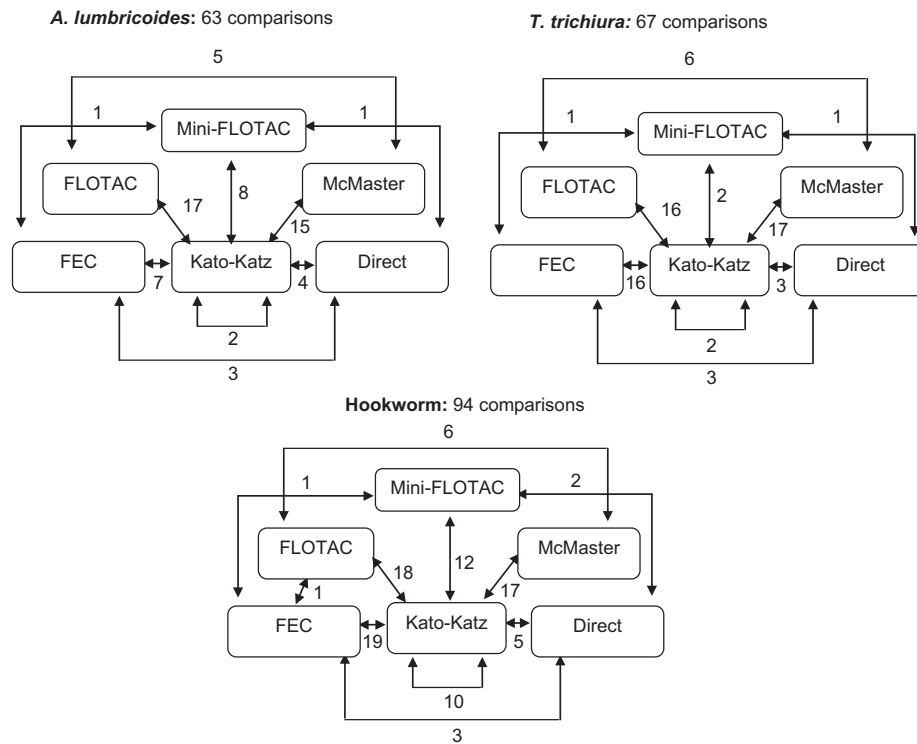 A. lumbricoides: 63 comparisons
5
1
1
Mini-FLOTAC
FLOTAC
McMaster
17
8
15
FEC
Kato-Katz
Direct
7
4
2
3
T. trichiura: 67 comparisons
6
1
1
Mini-FLOTAC
FLOTAC
McMaster
16
2
17
FEC
Kato-Katz
Direct
16
3
2
3
Hookworm: 94 comparisons
6
1
2
Mini-FLOTAC
FLOTAC
McMaster
18
12
17
1
FEC
Kato-Katz
Direct
19
5
10
3